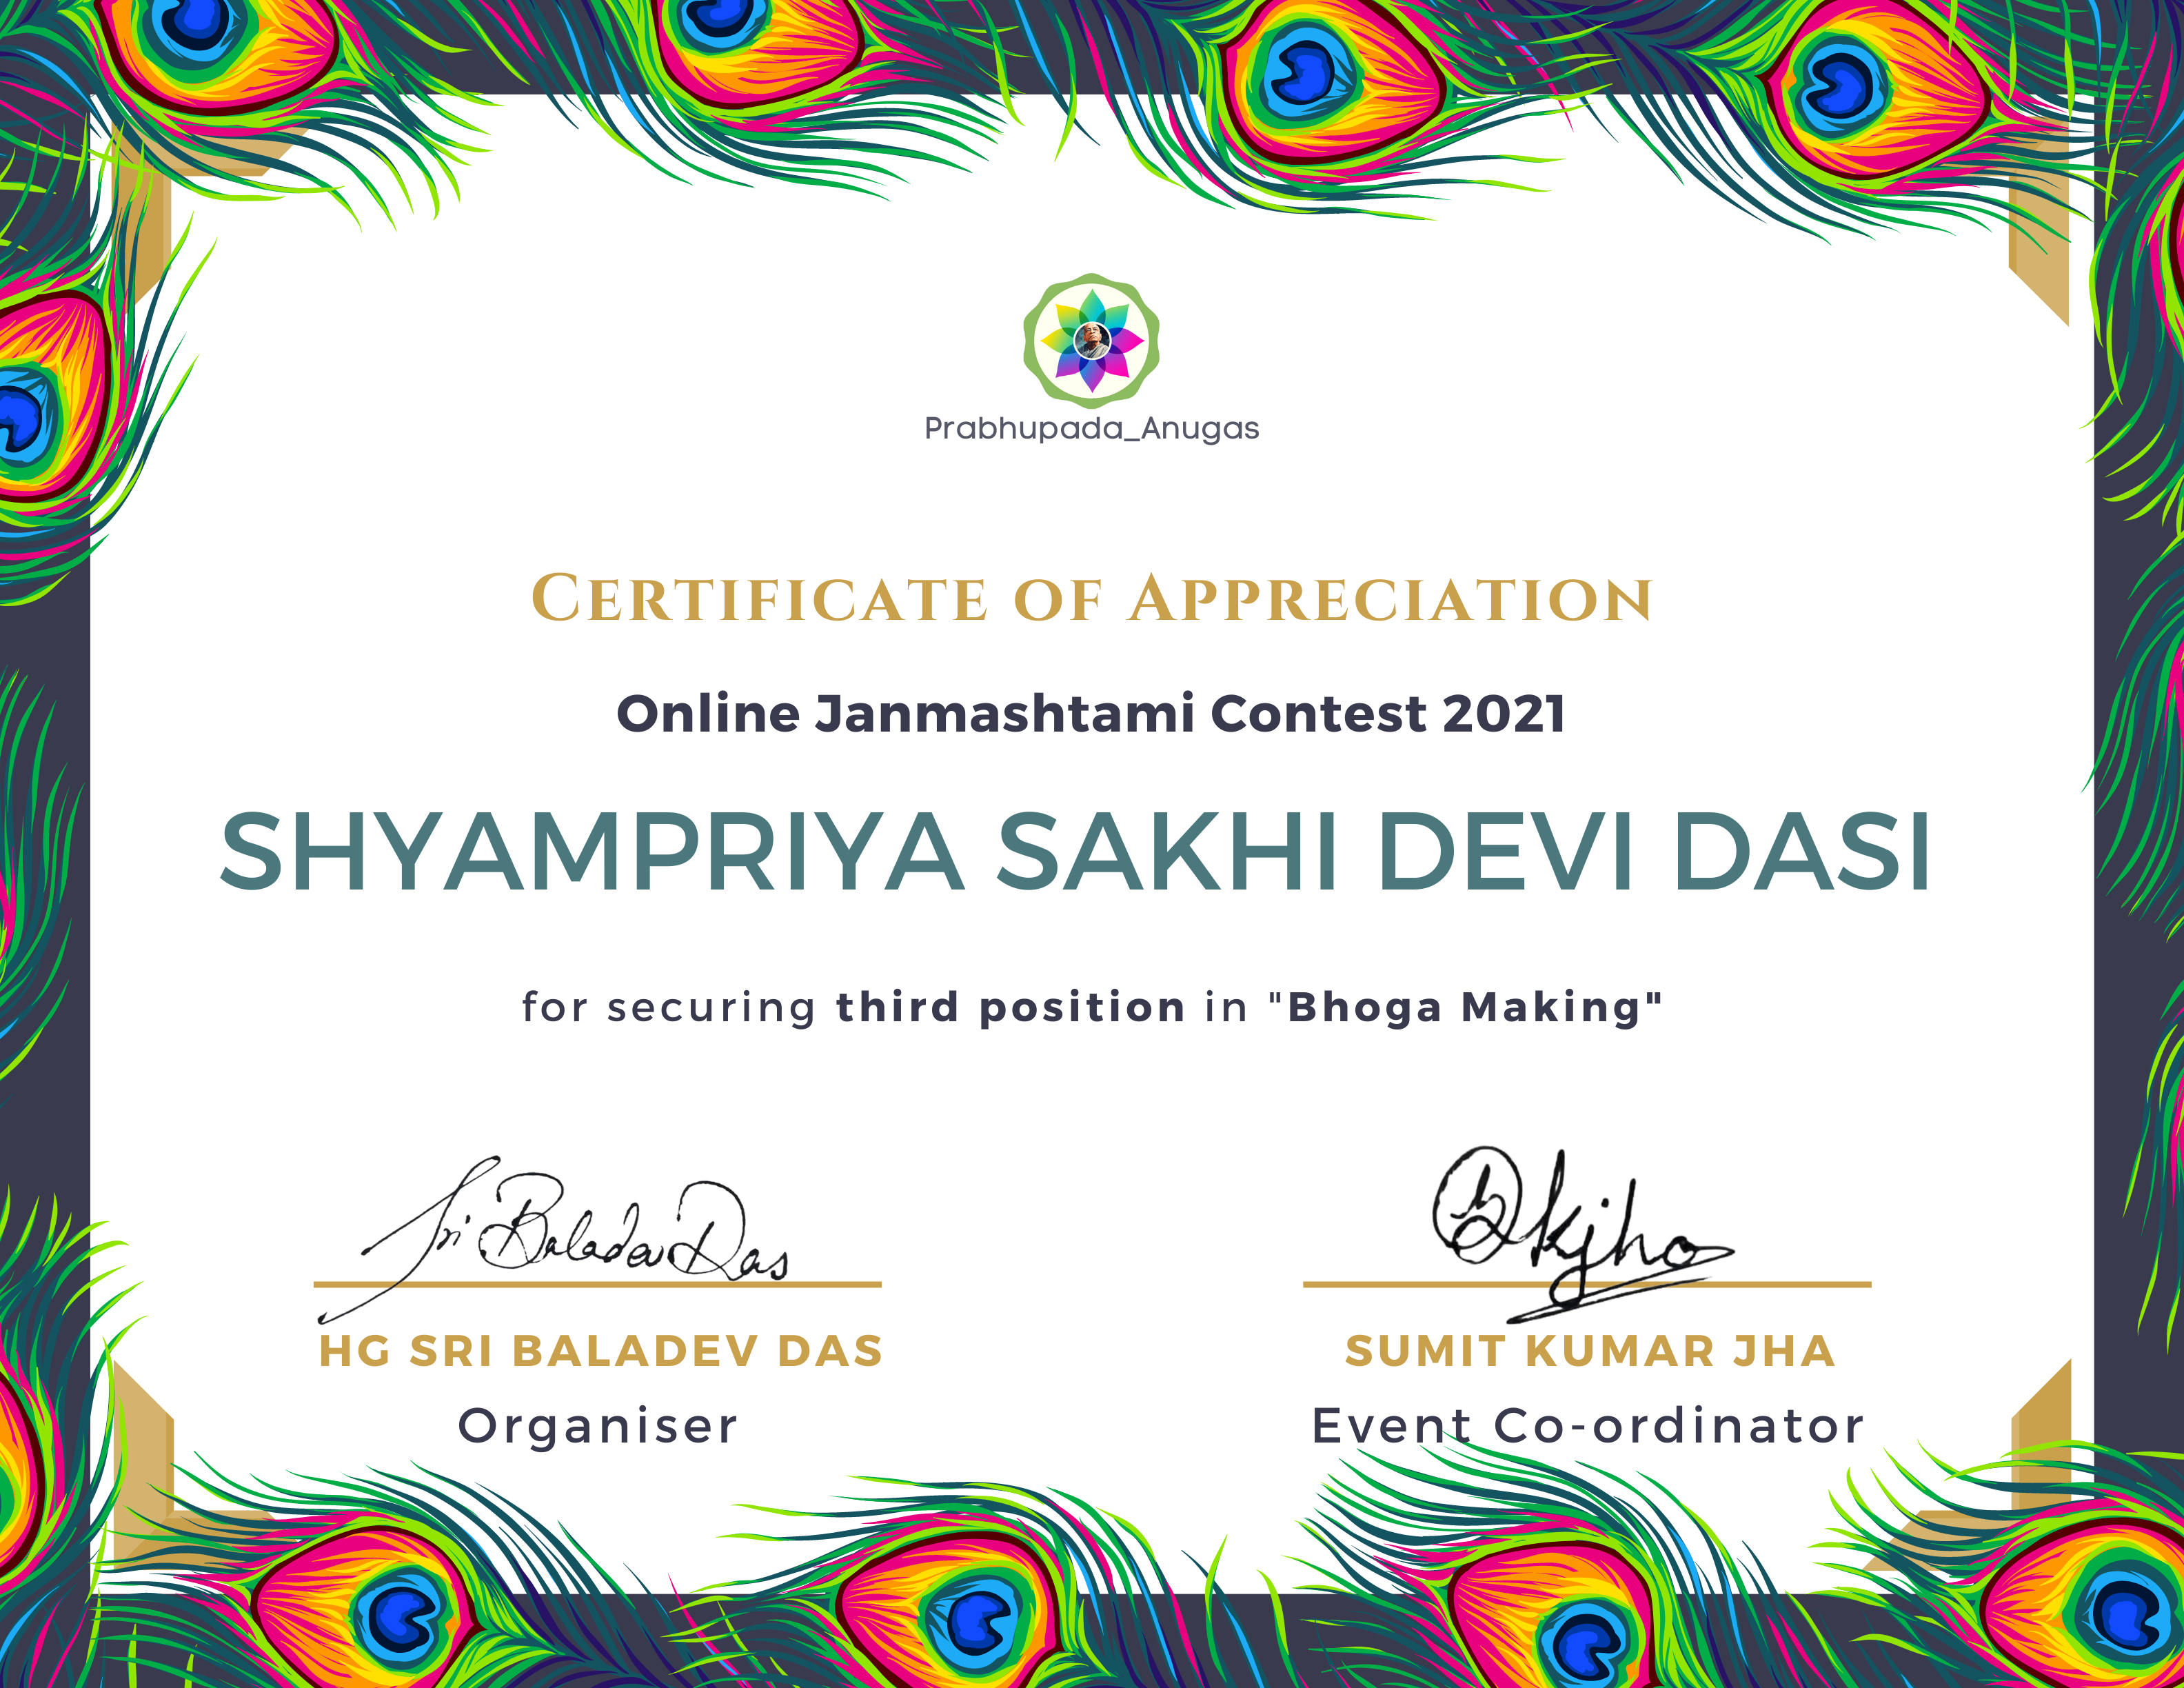 Prabhupada_Anugas
Certificate of Appreciation
Online Janmashtami Contest 2021
SHYAMPRIYA SAKHI DEVI DASI
for securing third position in "Bhoga Making"
Sri Baladev Das
Skjha
HG SRI BALADEV DAS
SUMIT KUMAR JHA
Organiser
Event Co-ordinator